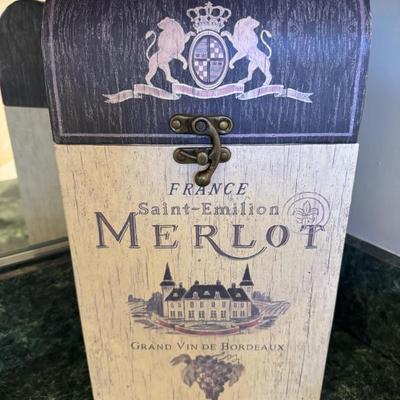 FRANCE
Saint-Emilion
MERLOT
GRAND VIN DE BORDEAUX